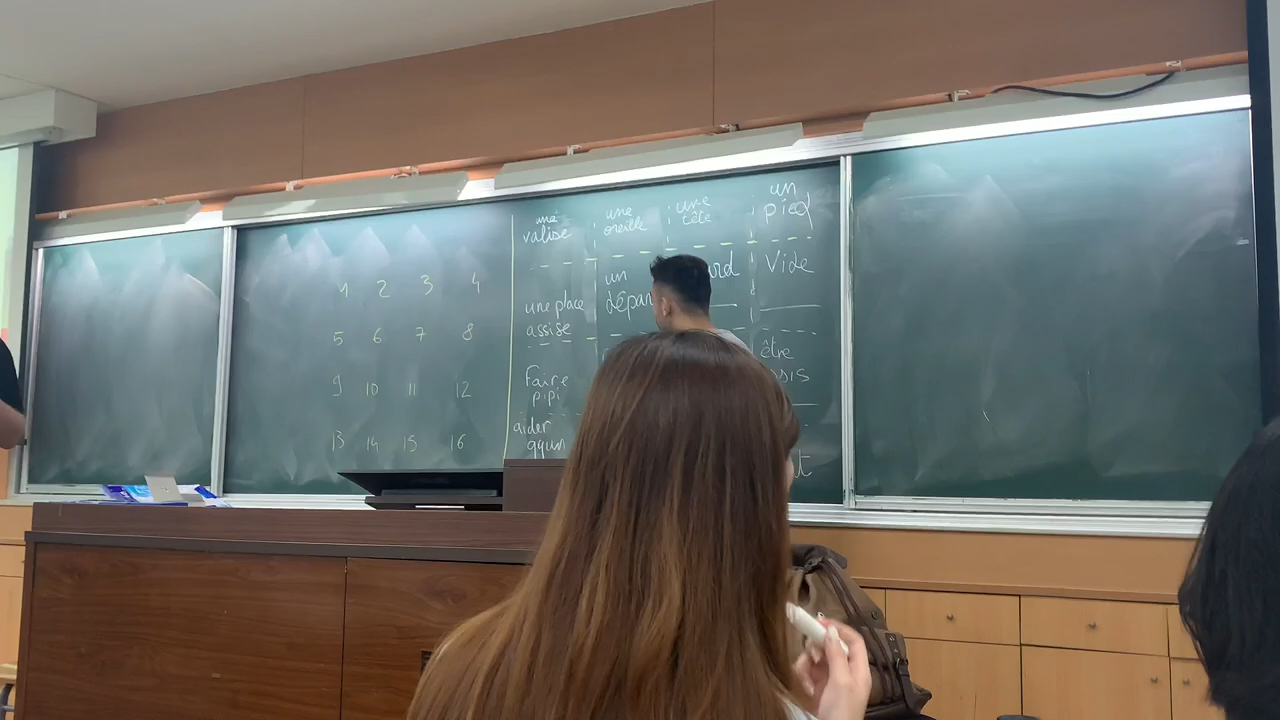 1 2 3 4
5 6 7 8
9 10 11 12
13 14 15 16
une
valise
une
oreille
une
tête
un
pied
une place
assise
un
Vide
faire
pipi
être
aider
qqun